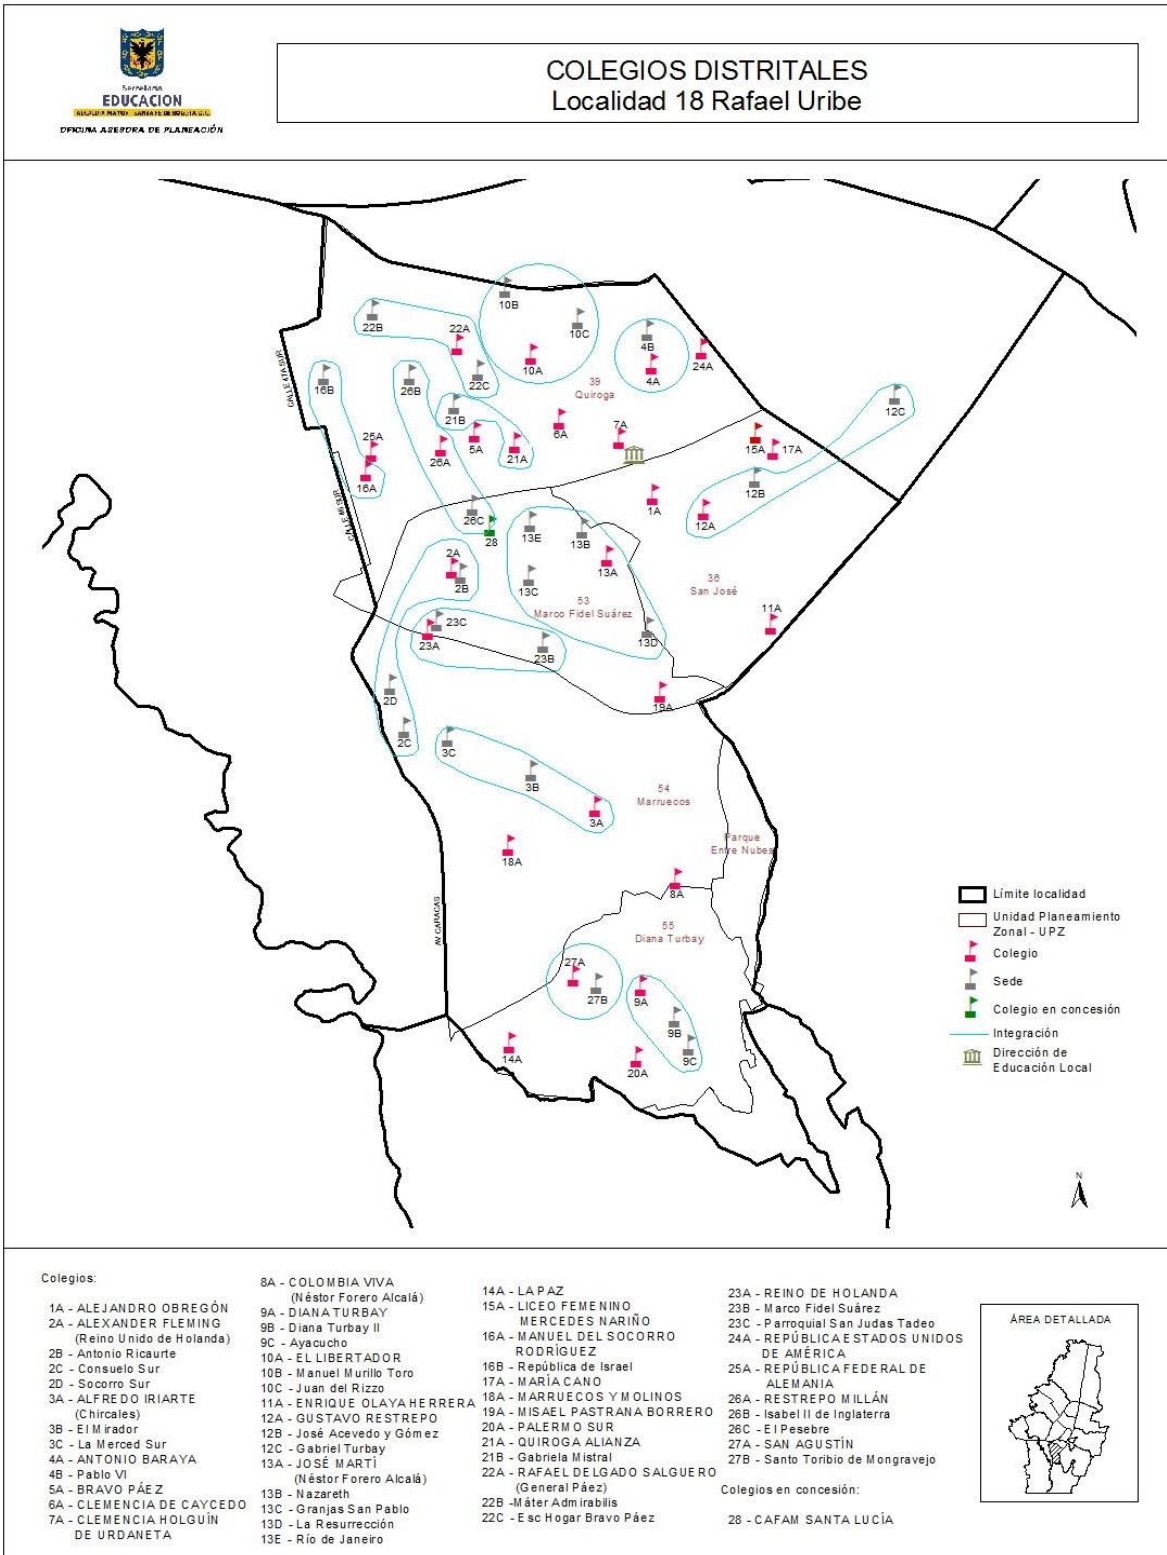 Secretaría
EDUCACION
ALCALDIA MAYOR SANTA FE DE BOGOTA D.C.
OFICINA ASESORA DE PLANEACIÓN
COLEGIOS DISTRITALES
Localidad 18 Rafael Uribe
10B
22B
10C
22A
4B
10A
24A
4A
22C
39
Quiroga
CALLE 47A SUR
16B
26B
12C
21B
6A
7A
25A
5A
26A
21A
15A
17A
16A
12B
1A
12A
26C
28
13E
13B
2A
13A
2B
13C
36
San José
53
Marco Fidel Suárez
11A
23C
23A
13D
23B
2D
19A
2C
3C
3B
54
Marruecos
3A
Parque
Entre Nubes
18A
8A
AV CARACAS
55
Diana Turbay
27A
27B
9A
9B
9C
14A
20A
Límite localidad
Unidad Planeamiento
Zonal - UPZ
Colegio
Sede
Colegio en concesión
Integración
Dirección de
Educación Local
N
Colegios:
1A - ALEJANDRO OBREGÓN
2A - ALEXANDER FLEMING
(Reino Unido de Holanda)
2B - Antonio Ricaurte
2C - Consuelo Sur
2D - Socorro Sur
3A - ALFREDO IRIARTE
(Chircales)
3B - El Mirador
3C - La Merced Sur
4A - ANTONIO BARAYA
4B - Pablo VI
5A - BRAVO PÁEZ
6A - CLEMENCIA DE CAYCEDO
7A - CLEMENCIA HOLGUÍN
DE URDANETA
8A - COLOMBIA VIVA
(Néstor Forero Alcalá)
9A - DIANA TURBAY
9B - Diana Turbay II
9C - Ayacucho
10A - EL LIBERTADOR
10B - Manuel Murillo Toro
10C - Juan del Rizzo
11A - ENRIQUE OLAYA HERRERA
12A - GUSTAVO RESTREPO
12B - José Acevedo y Gómez
12C - Gabriel Turbay
13A - JOSÉ MARTÍ
(Néstor Forero Alcalá)
13B - Nazareth
13C - Granjas San Pablo
13D - La Resurrección
13E - Río de Janeiro
14A - LA PAZ
15A - LICEO FEMENINO
MERCEDES NARIÑO
16A - MANUEL DEL SOCORRO
RODRÍGUEZ
16B - República de Israel
17A - MARÍA CANO
18A - MARRUECOS Y MOLINOS
19A - MISAEL PASTRANA BORRERO
20A - PALERMO SUR
21A - QUIROGA ALIANZA
21B - Gabriela Mistral
22A - RAFAEL DELGADO SALGUERO
(General Páez)
22B -Máter Admirabilis
22C - Esc Hogar Bravo Páez
23A - REINO DE HOLANDA
23B - Marco Fidel Suárez
23C - Parroquial San Judas Tadeo
24A - REPÚBLICA ESTADOS UNIDOS
DE AMÉRICA
25A - REPÚBLICA FEDERAL DE
ALEMANIA
26A - RESTREPO MILLÁN
26B - Isabel II de Inglaterra
26C - El Pesebre
27A - SAN AGUSTÍN
27B - Santo Toribio de Mongravejo
Colegios en concesión:
28 - CAFAM SANTA LUCÍA
ÁREA DETALLADA